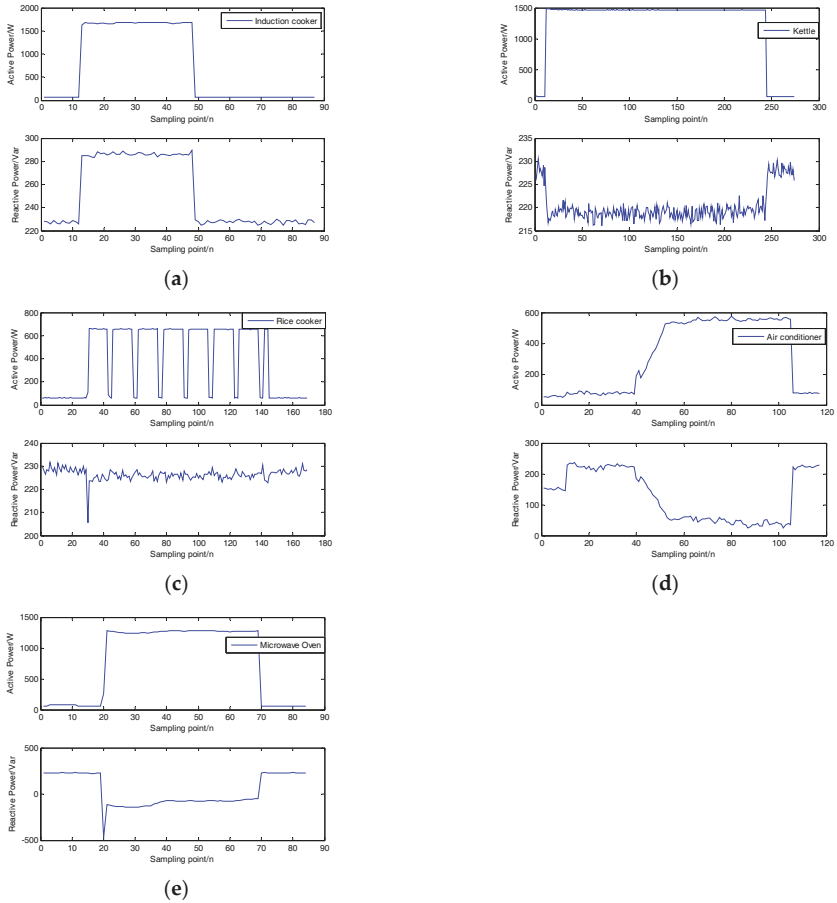 Induction cooker
Active Power/W
2000
1500
1000
500
0
0 10 20 30 40 50 60 70 80 90
Sampling point/n
Reactive Power/Var
300
280
260
240
220
0 10 20 30 40 50 60 70 80 90
Sampling point/n
(a)
Kettle
Active Power/W
1500
1000
500
0
0 50 100 150 200 250 300
Sampling point/n
Reactive Power/Var
235
230
225
220
215
0 50 100 150 200 250 300
Sampling point/n
(b)
Rice cooker
Active Power/W
800
600
400
200
0
0 20 40 60 80 100 120 140 160 180
Sampling point/n
Reactive Power/Var
240
230
220
210
200
0 20 40 60 80 100 120 140 160 180
Sampling point/n
(c)
Air conditioner
Active Power/W
600
400
200
0
0 20 40 60 80 100 120
Sampling point/n
Reactive Power/Var
300
200
100
0
0 20 40 60 80 100 120
Sampling point/n
(d)
Microwave Oven
Active Power/W
1500
1000
500
0
0 10 20 30 40 50 60 70 80 90
Sampling point/n
Reactive Power/Var
500
0
-500
0 10 20 30 40 50 60 70 80 90
Sampling point/n
(e)